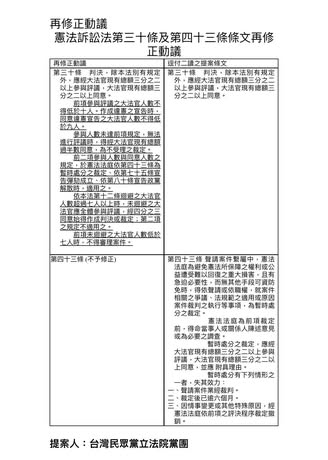 再修正動議
憲法訴訟法第三十條及第四十三條條文再修
正動議
再修正動議
逕付二讀之提案條文
第三十條 判決，除本法別有規定
外，應經大法官現有總額三分之二
以上參與評議，大法官現有總額三
分之二以上同意。
前項參與評議之大法官人數不
得低於十人。作成違憲之宣告時，
同意違憲宣告之大法官人數不得低
於九人。
參與人數未達前項規定，無法
進行評議時，得經大法官現有總額
過半數同意，為不受理之裁定。
前二項參與人數與同意人數之
規定，於憲法法庭依第四十三條為
暫時處分之裁定、依第七十五條宣
告彈劾成立、依第八十條宣告政黨
解散時，適用之。
依本法第十二條迴避之大法官
人數超過七人以上時，未迴避之大
法官應全體參與評議，經四分之三
同意始得作成判決或裁定；第二項
之規定不適用之。
前項未迴避之大法官人數低於
七人時，不得審理案件。
第三十條 判決，除本法別有規定
外，應經大法官現有總額三分之二
以上參與評議，大法官現有總額三
分之二以上同意。
第四十三條 (不予修正)
第四十三條 聲請案件繫屬中，憲法
法庭為避免憲法所保障之權利或公
益遭受難以回復之重大損害，且有
急迫必要性，而無其他手段可資防
免時，得依聲請或依職權，就案件
相關之爭議、法規範之適用或原因
案件裁判之執行等事項，為暫時處
分之裁定。
憲法法庭為前項裁定
前，得命當事人或關係人陳述意見
或為必要之調查。
暫時處分之裁定，應經
大法官現有總額三分之二以上參與
評議，大法官現有總額三分之二以
上同意，並應 附具理由。
暫時處分有下列情形之
一者，失其效力：
一、聲請案件業經裁判。
二、裁定後已逾六個月。
三、因情事變更或其他特殊原因，經
憲法法庭依前項之評決程序裁定撤
銷。
提案人：台灣民眾黨立法院黨團